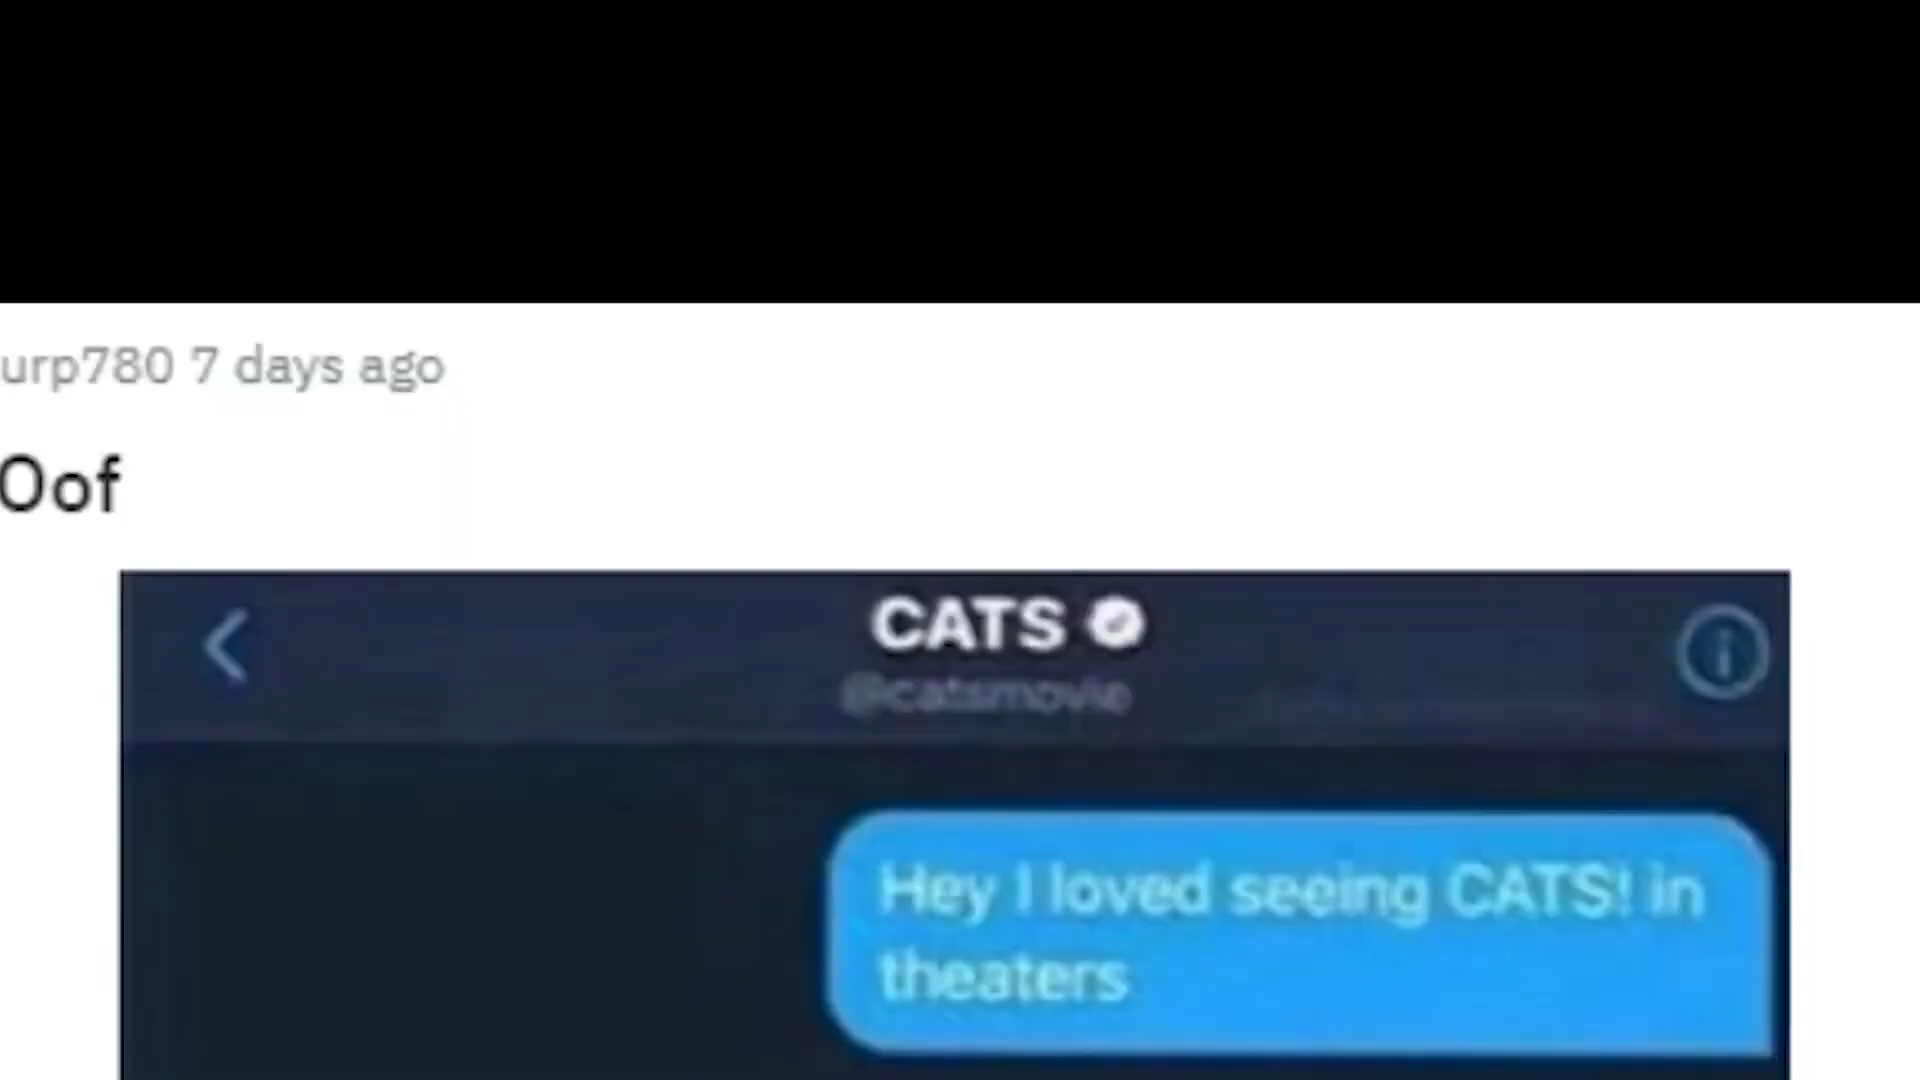 urp780 7 days ago
Oof
CATS
@catsmovie
Hey I loved seeing CATS! in
theaters